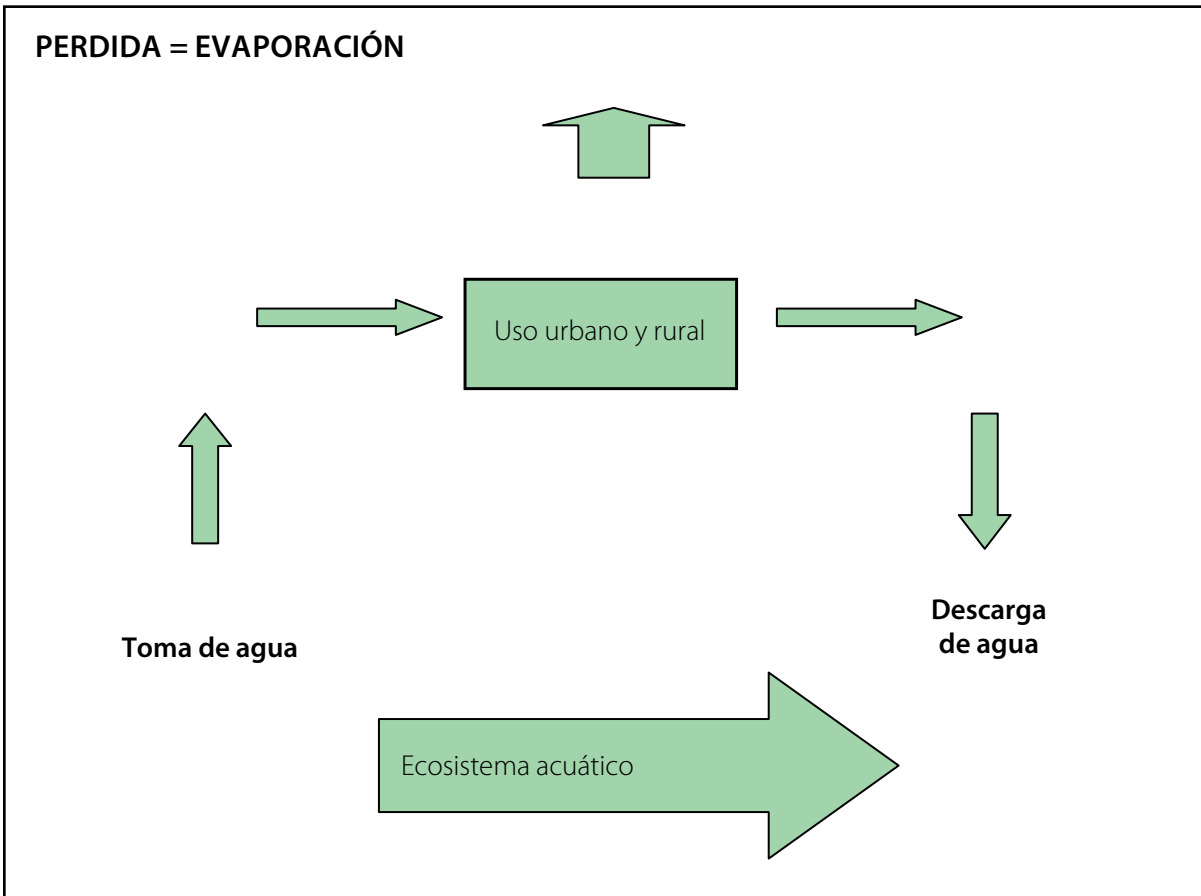 PERDIDA = EVAPORACIÓN
Uso urbano y rural
Toma de agua
Descarga
de agua
Ecosistema acuático